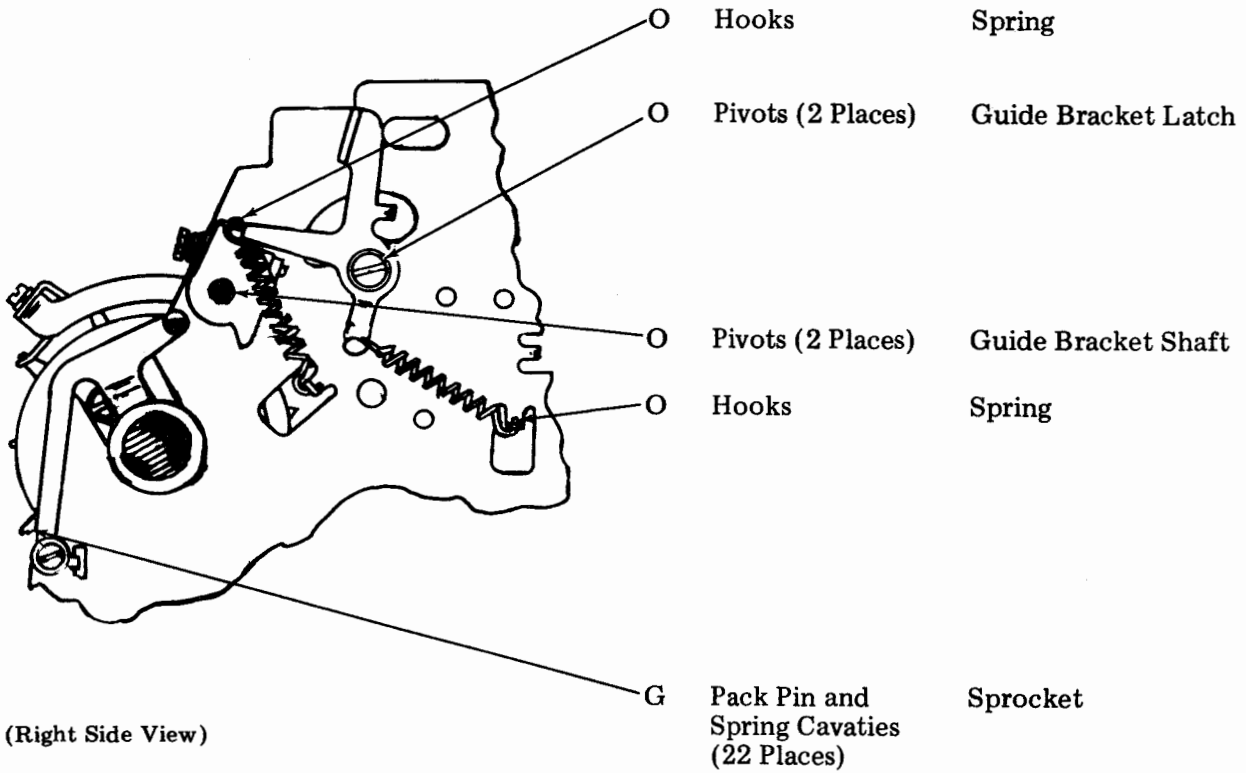 O Hooks Spring
O Pivots (2 Places) Guide Bracket Latch
O Pivots (2 Places) Guide Bracket Shaft
O Hooks Spring
G Pack Pin and Sprocket
Spring Cavaties
(22 Places)
(Right Side View)